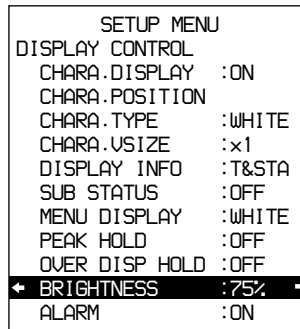 SETUP MENU
DISPLAY CONTROL
CHARA.DISPLAY :ON
CHARA.POSITION
CHARA.TYPE :WHITE
CHARA.VSIZE :×1
DISPLAY INFO :T&STA
SUB STATUS :OFF
MENU DISPLAY :WHITE
PEAK HOLD :OFF
OVER DISP HOLD :OFF
BRIGHTNESS :75%
ALARM :ON